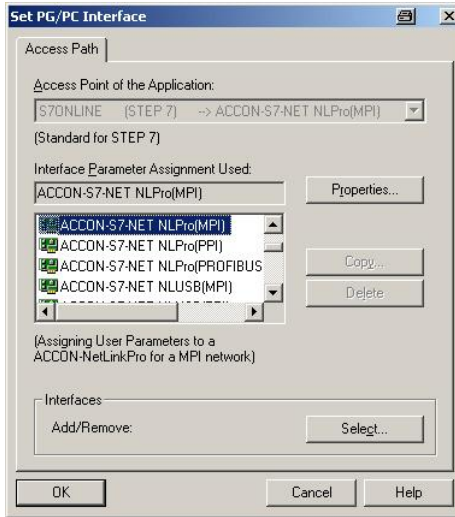 Set PG/PC Interface
Access Path
Access Point of the Application:
S7ONLINE (STEP 7) --> ACCON-S7-NET NLPro(MPI)
(Standard for STEP 7)
Interface Parameter Assignment Used:
ACCON-S7-NET NLPro(MPI)
Properties...
ACCON-S7-NET NLPro(MPI)
ACCON-S7-NET NLPro(PPI)
ACCON-S7-NET NLPro(PROFIBUS
ACCON-S7-NET NLUSB(MPI)
Copy...
Delete
(Assigning User Parameters to a
ACCON-NetLinkPro for a MPI network)
Interfaces
Add/Remove:
Select...
OK
Cancel
Help